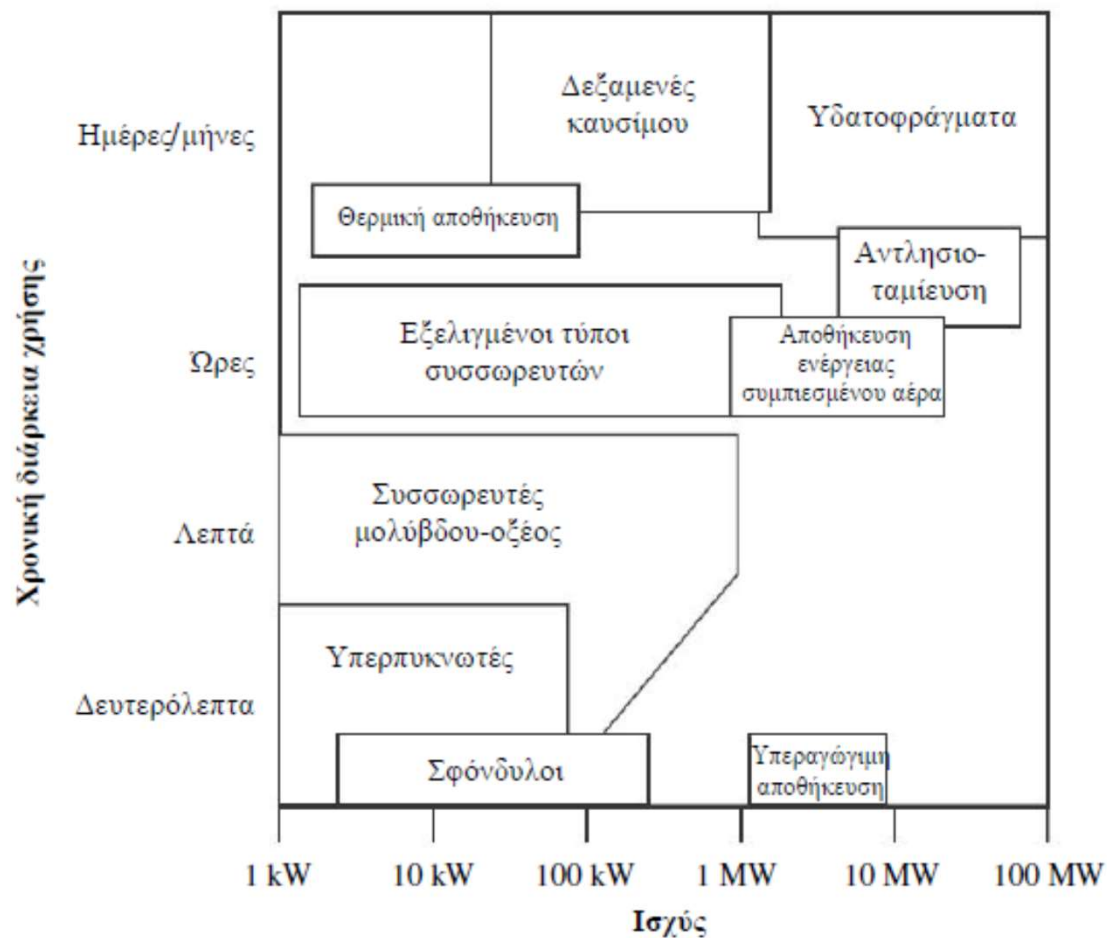 Δεξαμενές
καυσίμου
Υδατοφράγματα
Ημέρες/μήνες
Θερμική αποθήκευση
Αντλησιο-
ταμίευση
Χρονική διάρκεια χρήσης
Ώρες
Εξελιγμένοι τύποι
συσσωρευτών
Αποθήκευση
ενέργειας
συμπιεσμένου αέρα
Λεπτά
Συσσωρευτές
μολύβδου-οξέος
Υπερπυκνωτές
Δευτερόλεπτα
Σφόνδυλοι
Υπεραγώγιμη
αποθήκευση
1 kW 10 kW 100 kW 1 MW 10 MW 100 MW
Ισχύς